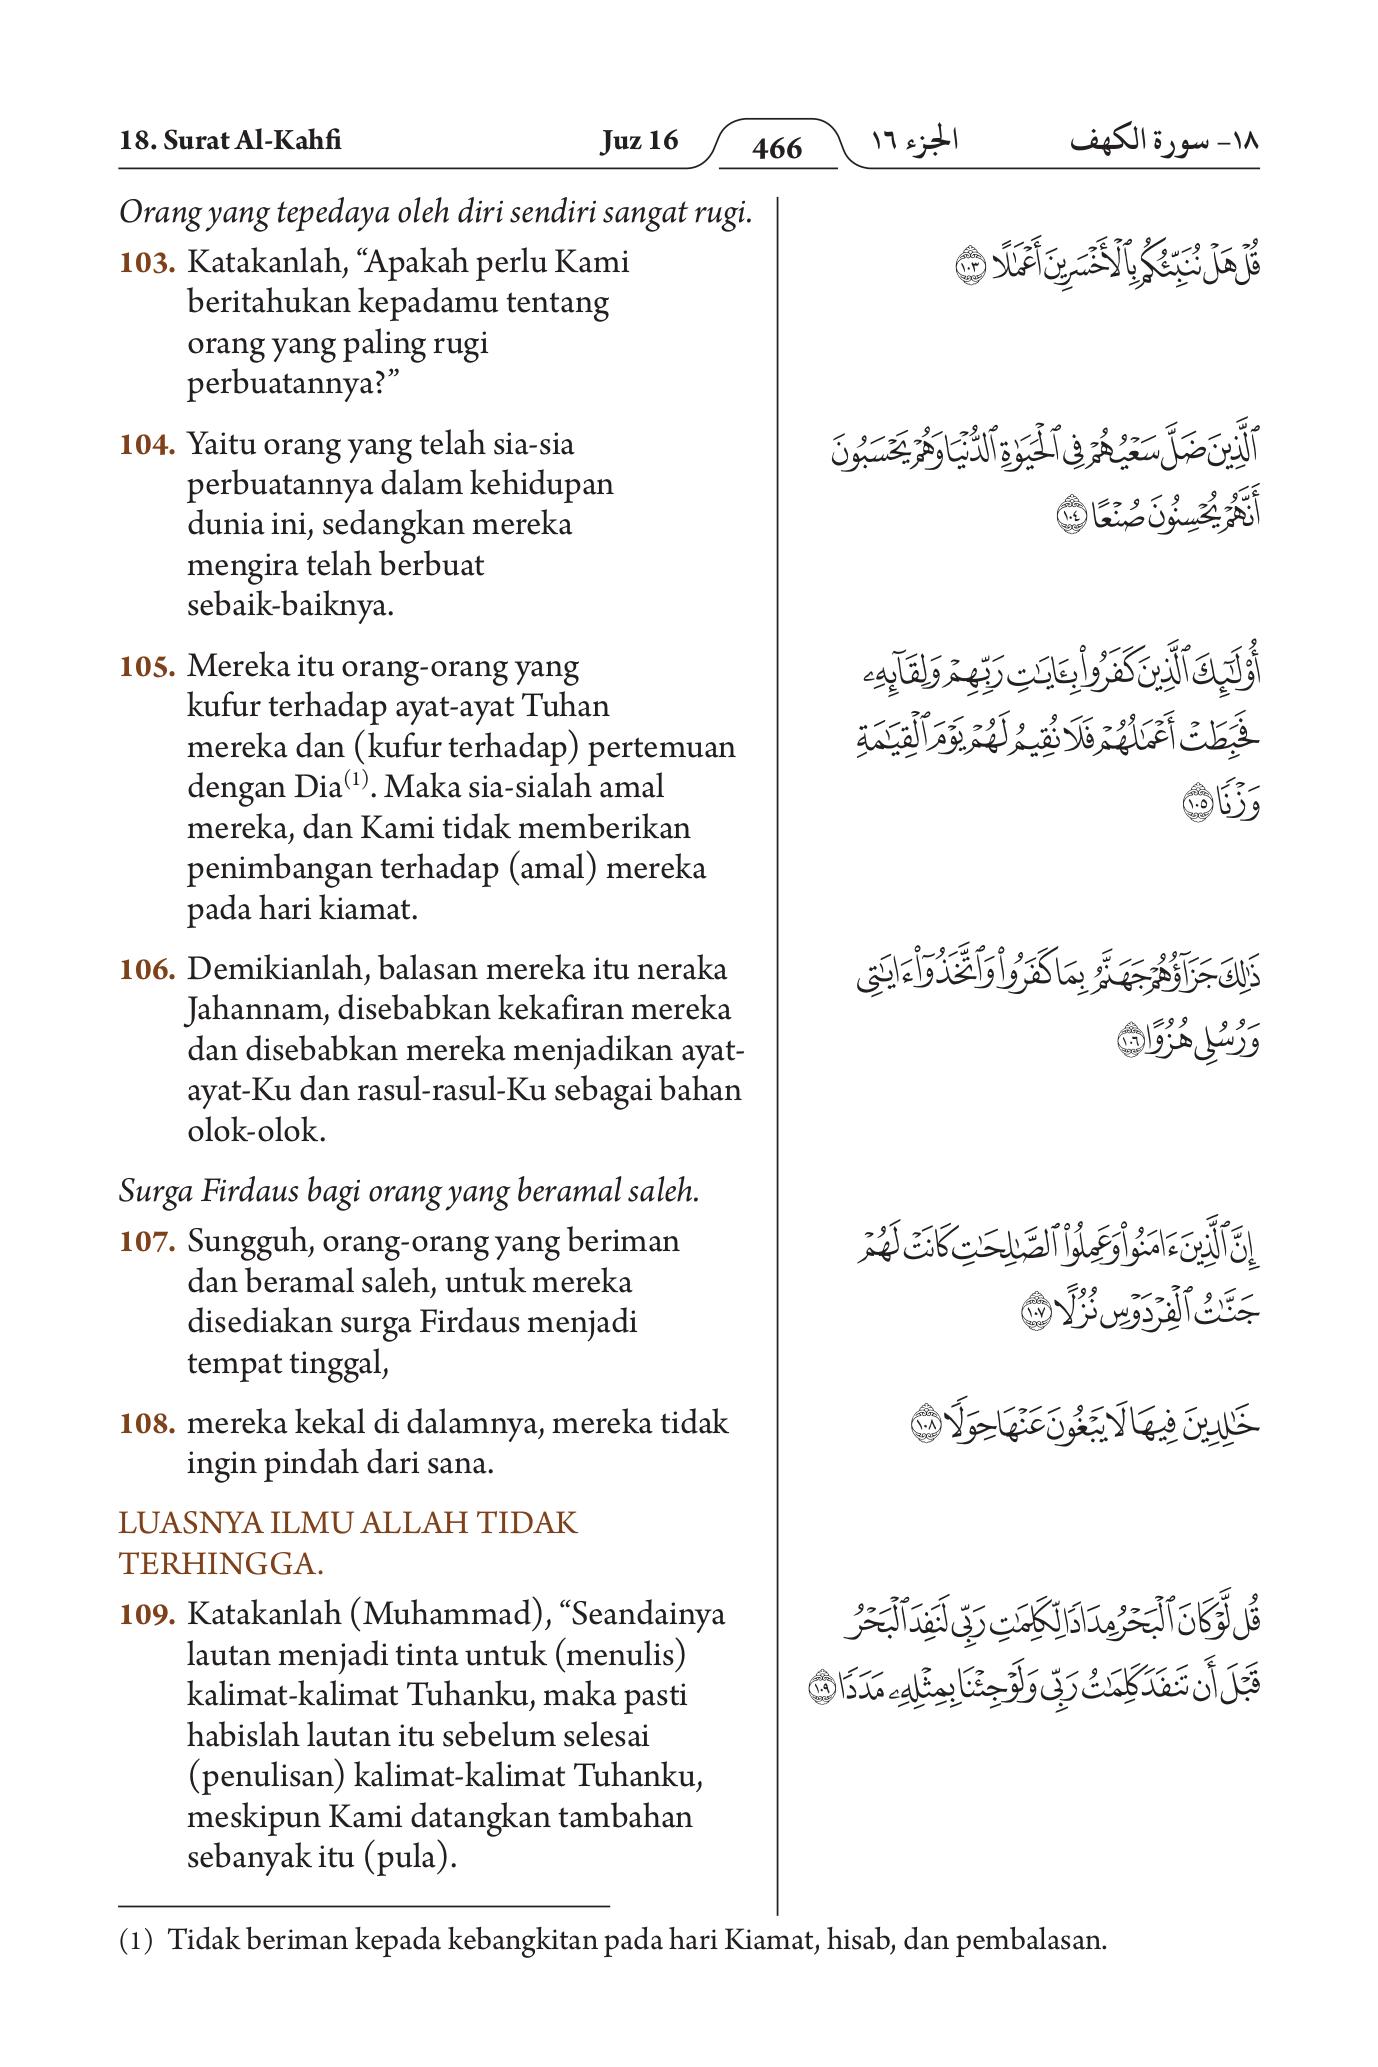 18. Surat Al-Kahfi
Juz 16
466
الجزء ١٦
١٨- سورة الكهف
Orang yang tepedaya oleh diri sendiri sangat rugi.
103. Katakanlah, “Apakah perlu Kami
beritahukan kepadamu tentang
orang yang paling rugi
perbuatannya?”
قُلۡ هَلۡ نُنَبِّئُكُم بِٱلۡأَخۡسَرِينَ أَعۡمَٰلًا ١٠٣
104. Yaitu orang yang telah sia-sia
perbuatannya dalam kehidupan
dunia ini, sedangkan mereka
mengira telah berbuat
sebaik-baiknya.
ٱلَّذِينَ ضَلَّ سَعۡيُهُمۡ فِي ٱلۡحَيَوٰةِ ٱلدُّنۡيَا وَهُمۡ يَحۡسَبُونَ
أَنَّهُمۡ يُحۡسِنُونَ صُنۡعًا ١٠٤
105. Mereka itu orang-orang yang
kufur terhadap ayat-ayat Tuhan
mereka dan (kufur terhadap) pertemuan
dengan Dia(1). Maka sia-sialah amal
mereka, dan Kami tidak memberikan
penimbangan terhadap (amal) mereka
pada hari kiamat.
أُوْلَٰٓئِكَ ٱلَّذِينَ كَفَرُواْ بِـَٔايَٰتِ رَبِّهِمۡ وَلِقَآئِهِۦ
فَحَبِطَتۡ أَعۡمَٰلُهُمۡ فَلَا نُقِيمُ لَهُمۡ يَوۡمَ ٱلۡقِيَٰمَةِ
وَزۡنٗا ١٠٥
106. Demikianlah, balasan mereka itu neraka
Jahannam, disebabkan kekafiran mereka
dan disebabkan mereka menjadikan ayat-
ayat-Ku dan rasul-rasul-Ku sebagai bahan
olok-olok.
ذَٰلِكَ جَزَآؤُهُمۡ جَهَنَّمُ بِمَا كَفَرُواْ وَٱتَّخَذُوٓاْ ءَايَٰتِي
وَرُسُلِي هُزُوًا ١٠٦
Surga Firdaus bagi orang yang beramal saleh.
107. Sungguh, orang-orang yang beriman
dan beramal saleh, untuk mereka
disediakan surga Firdaus menjadi
tempat tinggal,
إِنَّ ٱلَّذِينَ ءَامَنُواْ وَعَمِلُواْ ٱلصَّٰلِحَٰتِ كَانَتۡ لَهُمۡ
جَنَّٰتُ ٱلۡفِرۡدَوۡسِ نُزُلًا ١٠٧
108. mereka kekal di dalamnya, mereka tidak
ingin pindah dari sana.
خَٰلِدِينَ فِيهَا لَا يَبۡغُونَ عَنۡهَا حِوَلٗا ١٠٨
LUASNYA ILMU ALLAH TIDAK
TERHINGGA.
109. Katakanlah (Muhammad), “Seandainya
lautan menjadi tinta untuk (menulis)
kalimat-kalimat Tuhanku, maka pasti
habislah lautan itu sebelum selesai
(penulisan) kalimat-kalimat Tuhanku,
meskipun Kami datangkan tambahan
sebanyak itu (pula).
قُل لَّوۡ كَانَ ٱلۡبَحۡرُ مِدَادٗا لِّكَلِمَٰتِ رَبِّي لَنَفِدَ ٱلۡبَحۡرُ
قَبۡلَ أَن تَنفَدَ كَلِمَٰتُ رَبِّي وَلَوۡ جِئۡنَا بِمِثۡلِهِۦ مَدَدٗا ١٠٩
(1) Tidak beriman kepada kebangkitan pada hari Kiamat, hisab, dan pembalasan.